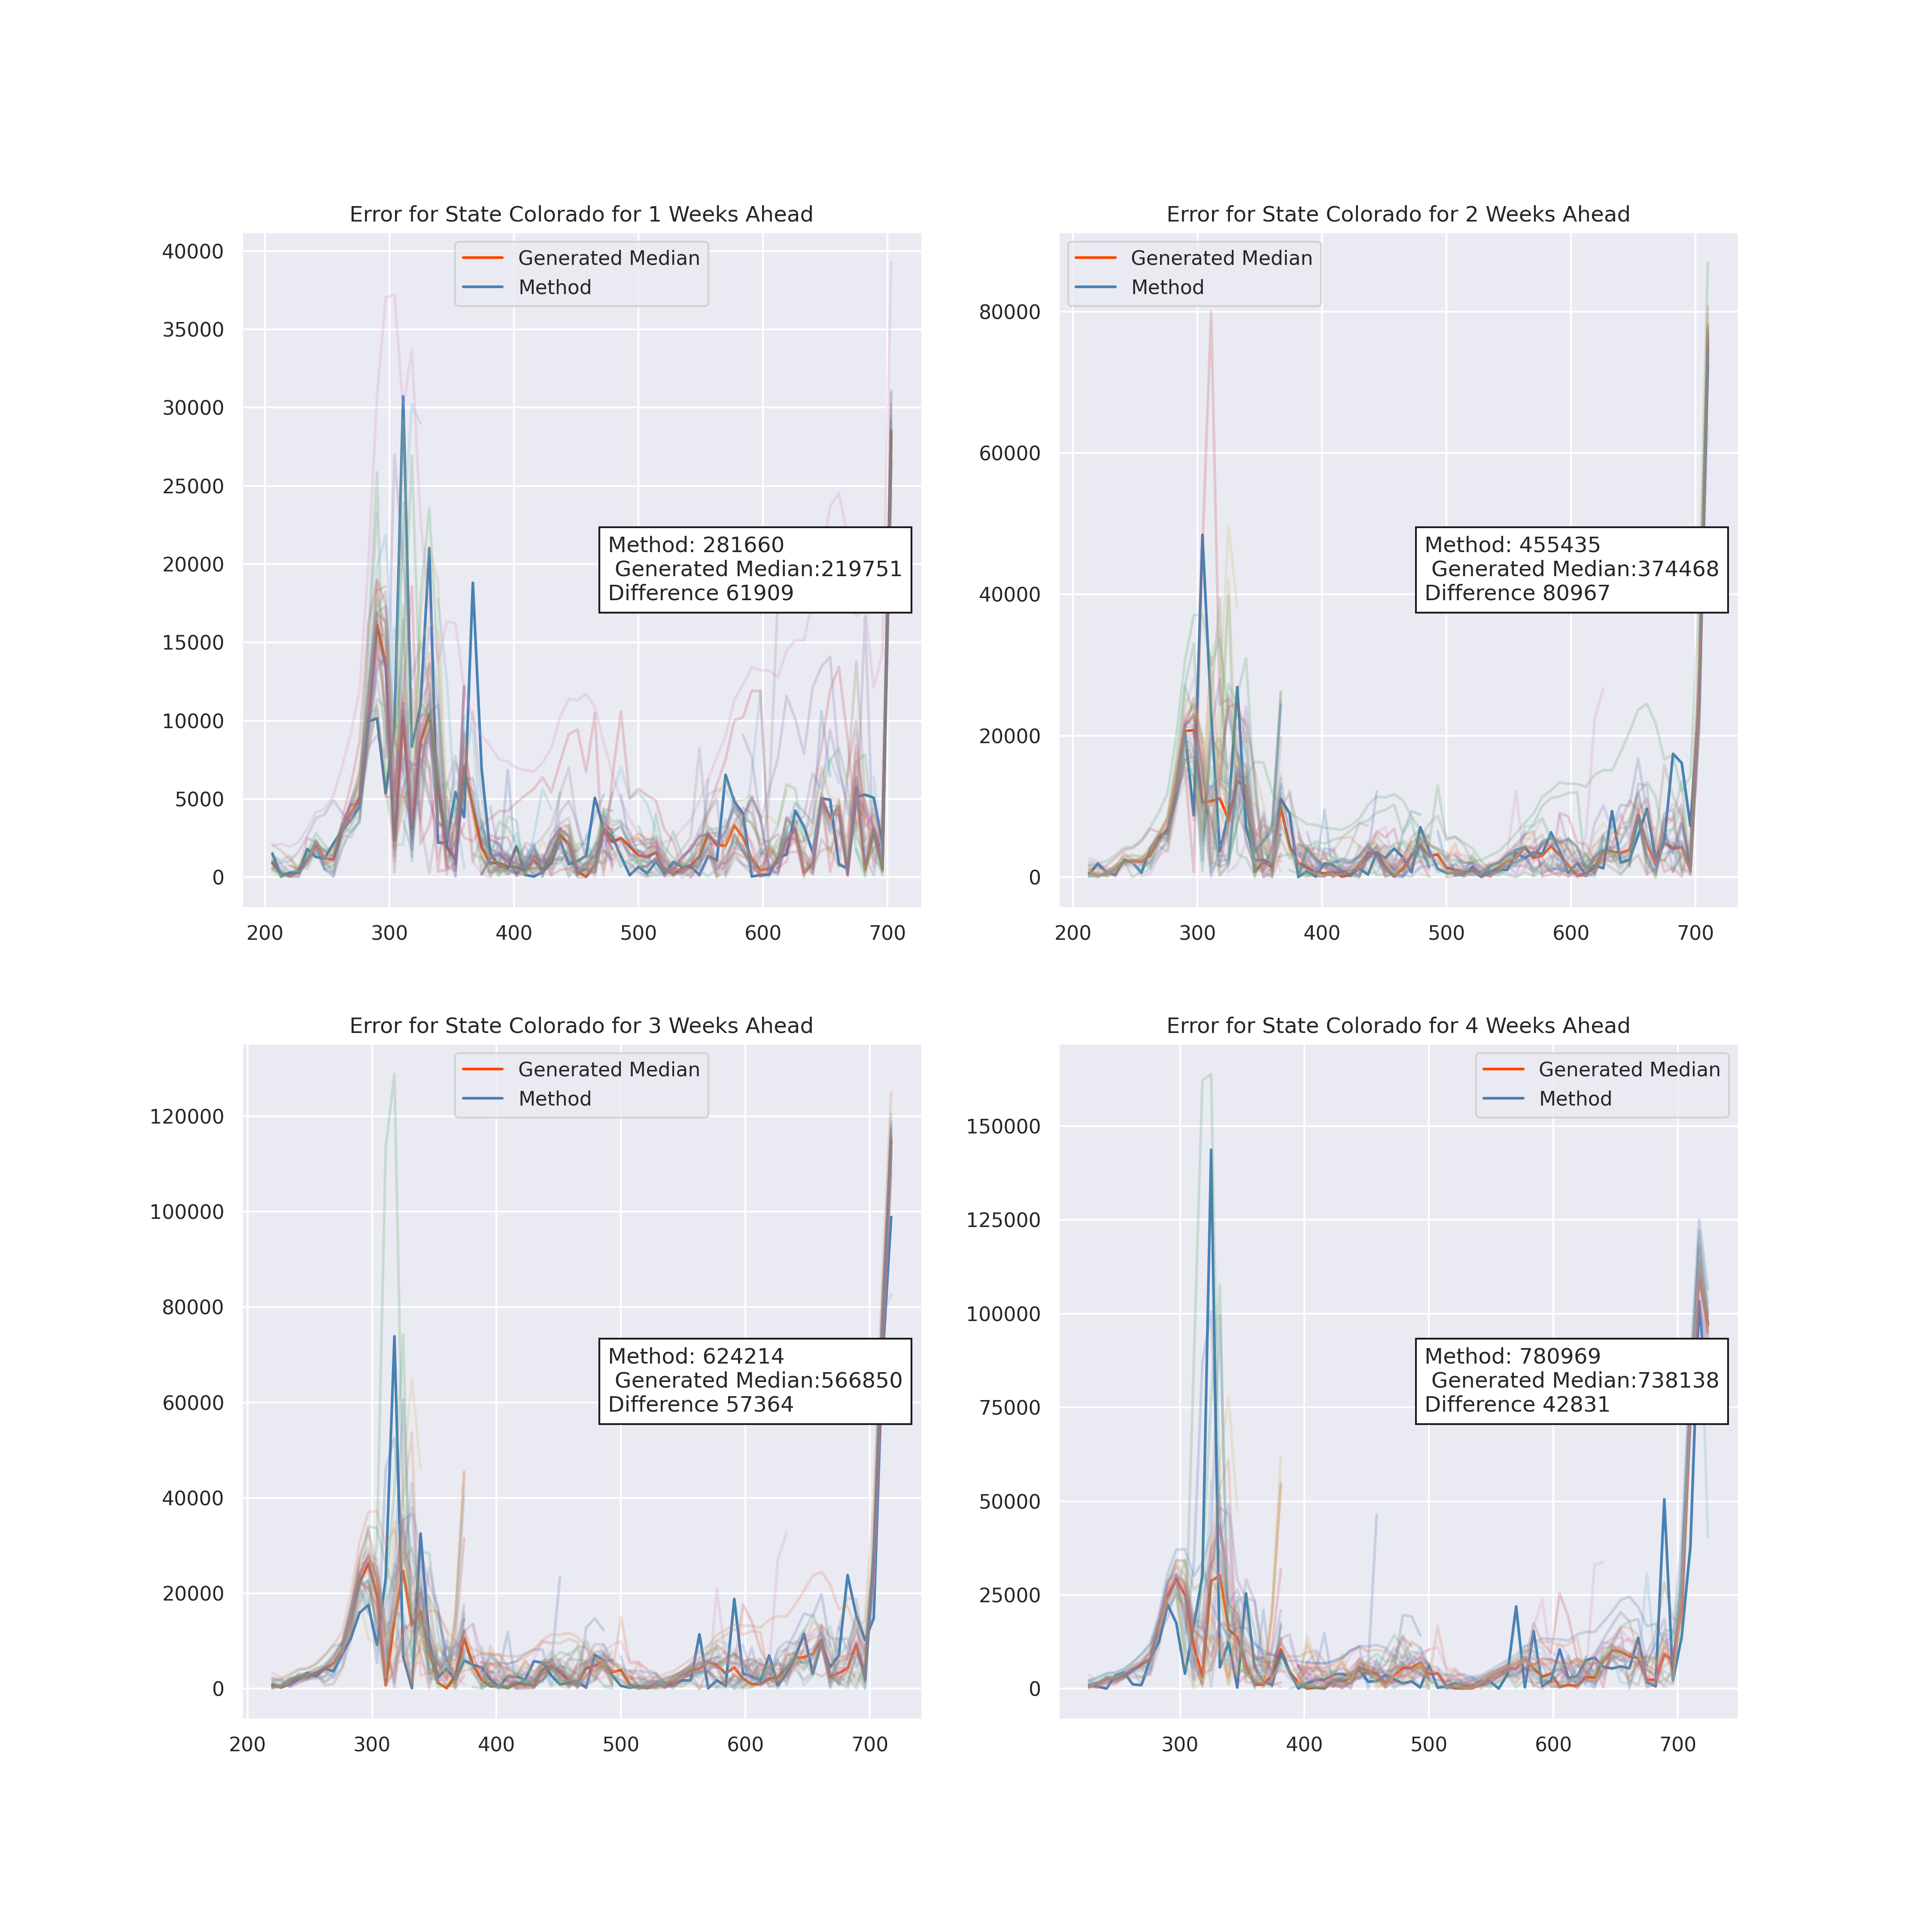 Error for State Colorado for 1 Weeks Ahead
Generated Median
Method
40000
35000
30000
25000
20000
15000
10000
5000
0
200 300 400 500 600 700
Method: 281660
Generated Median:219751
Difference 61909
Error for State Colorado for 2 Weeks Ahead
Generated Median
Method
80000
60000
40000
20000
0
200 300 400 500 600 700
Method: 455435
Generated Median:374468
Difference 80967
Error for State Colorado for 3 Weeks Ahead
Generated Median
Method
120000
100000
80000
60000
40000
20000
0
200 300 400 500 600 700
Method: 624214
Generated Median:566850
Difference 57364
Error for State Colorado for 4 Weeks Ahead
Generated Median
Method
150000
125000
100000
75000
50000
25000
0
300 400 500 600 700
Method: 780969
Generated Median:738138
Difference 42831